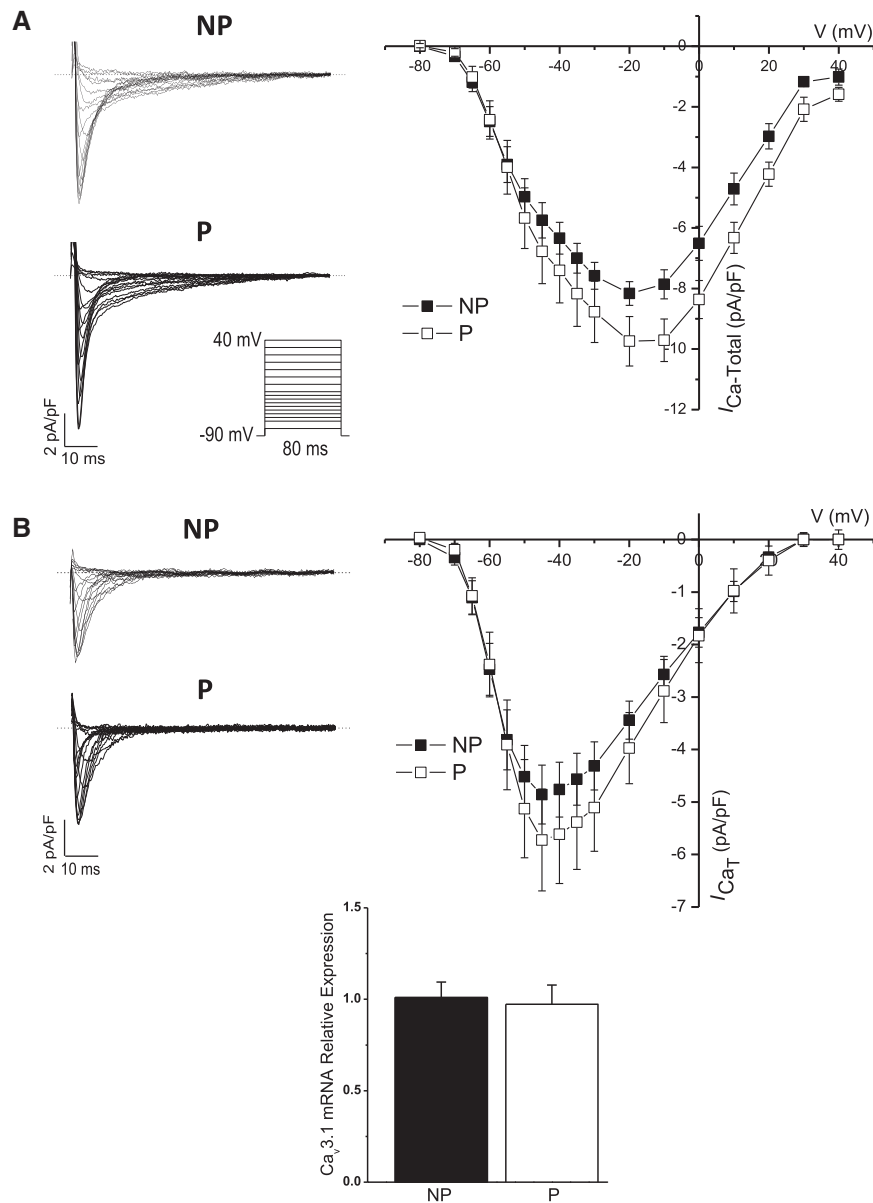 A
NP
P
2 pA/pF
10 ms
40 mV
-90 mV
80 ms
V (mV)
-80 -60 -40 -20 0 20 40
0
-2
-4
-6
-8
-10
-12
NP
P
ICa-Total (pA/pF)
B
NP
P
2 pA/pF
10 ms
V (mV)
-80 -60 -40 -20 0 20 40
0
-1
-2
-3
-4
-5
-6
-7
NP
P
ICaT (pA/pF)
Cav3.1 mRNA Relative Expression
1.5
1.0
0.5
0.0
NP P